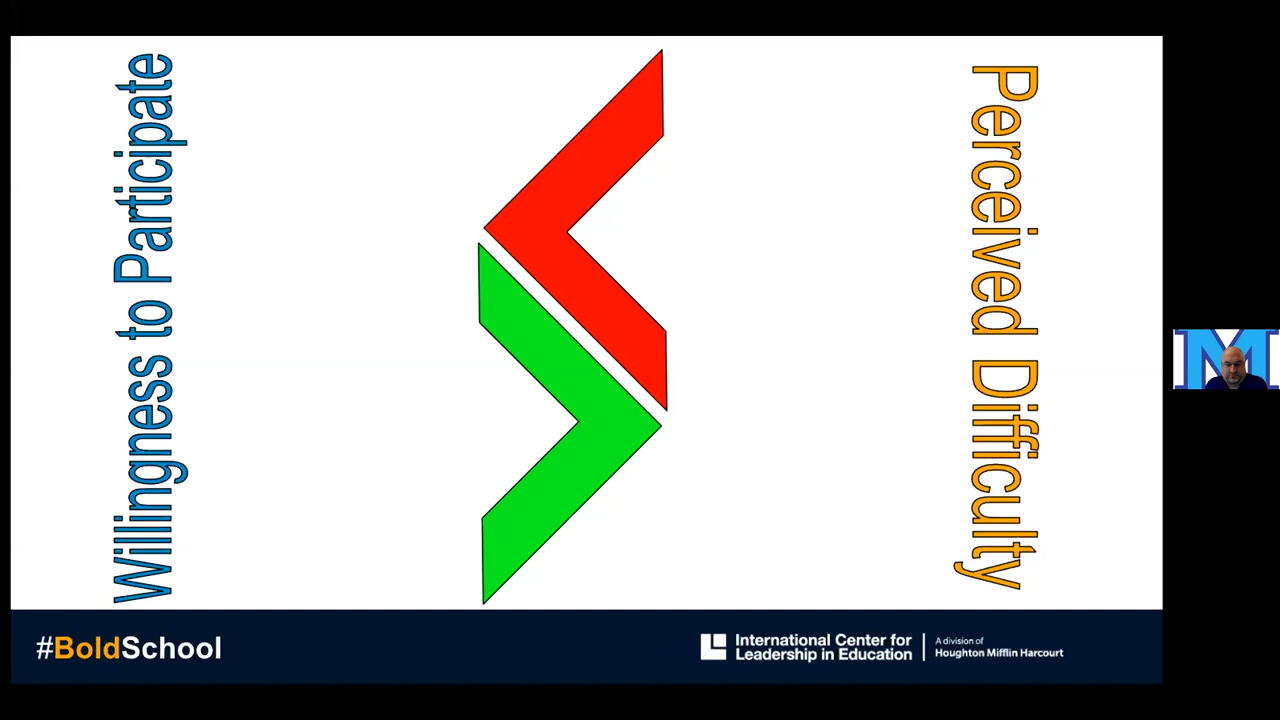 Willingness to Participate
Perceived Difficulty
M
#BoldSchool
International Center for
Leadership in Education
A division of
Houghton Mifflin Harcourt